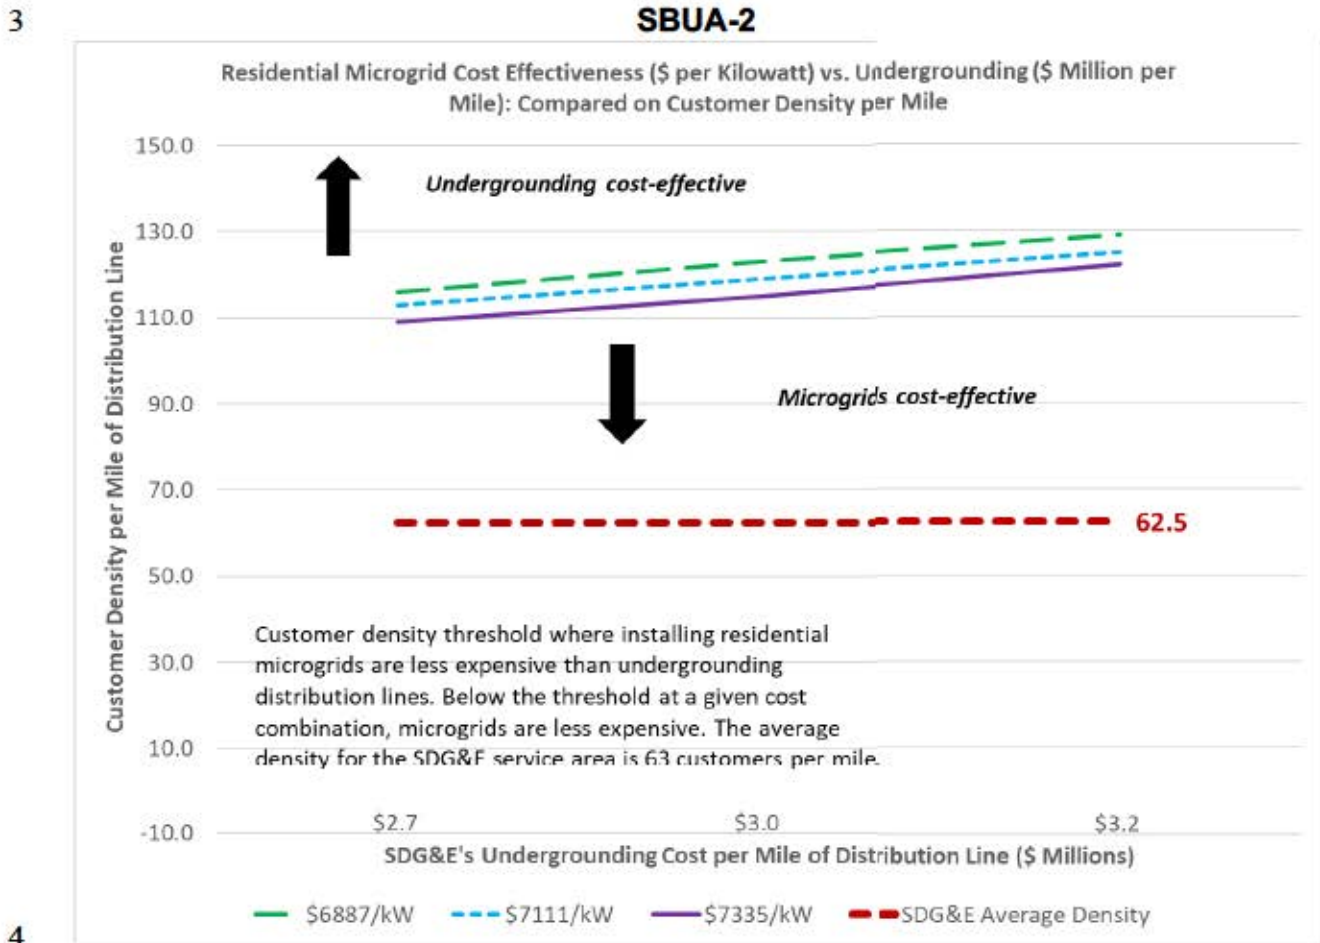 3
SBUA-2
Residential Microgrid Cost Effectiveness ($ per Kilowatt) vs. Undergrounding ($ Million per
Mile): Compared on Customer Density per Mile
150.0
Undergrounding cost-effective
130.0
110.0
90.0
Microgrids cost-effective
70.0
62.5
50.0
30.0
10.0
-10.0
Customer Density per Mile of Distribution Line
Customer density threshold where installing residential
microgrids are less expensive than undergrounding
distribution lines. Below the threshold at a given cost
combination, microgrids are less expensive. The average
density for the SDG&E service area is 63 customers per mile.
$2.7 $3.0 $3.2
SDG&E's Undergrounding Cost per Mile of Distribution Line ($ Millions)
$6887/kW $7111/kW $7335/kW SDG&E Average Density
4